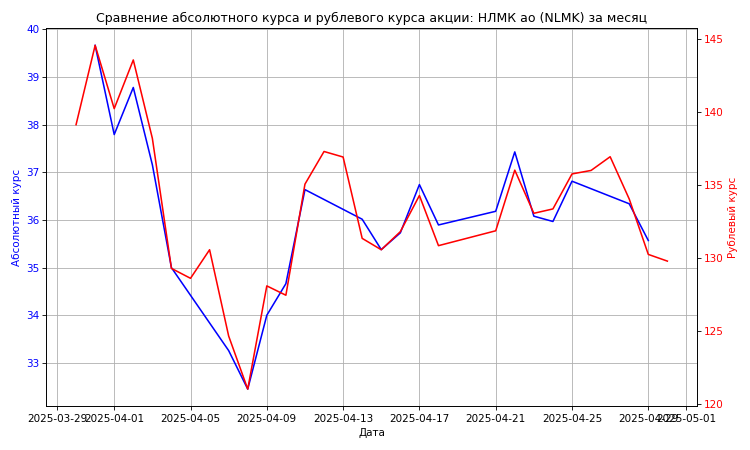 Сравнение абсолютного курса и рублевого курса акции: НЛМК ао (NLMK) за месяц
40
39
38
37
36
35
34
33
Абсолютный курс
145
140
135
130
125
120
Рублевый курс
2025-03-29 2025-04-01 2025-04-05 2025-04-09 2025-04-13 2025-04-17 2025-04-21 2025-04-25 2025-04-29 2025-05-01
Дата